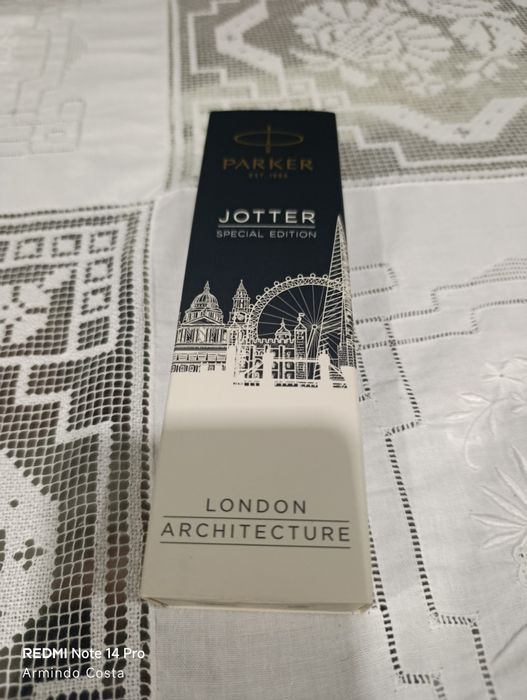 PARKER
EST. 1888
JOTTER
SPECIAL EDITION
LONDON
ARCHITECTURE
REDMI Note 14 Pro
Armindo Costa